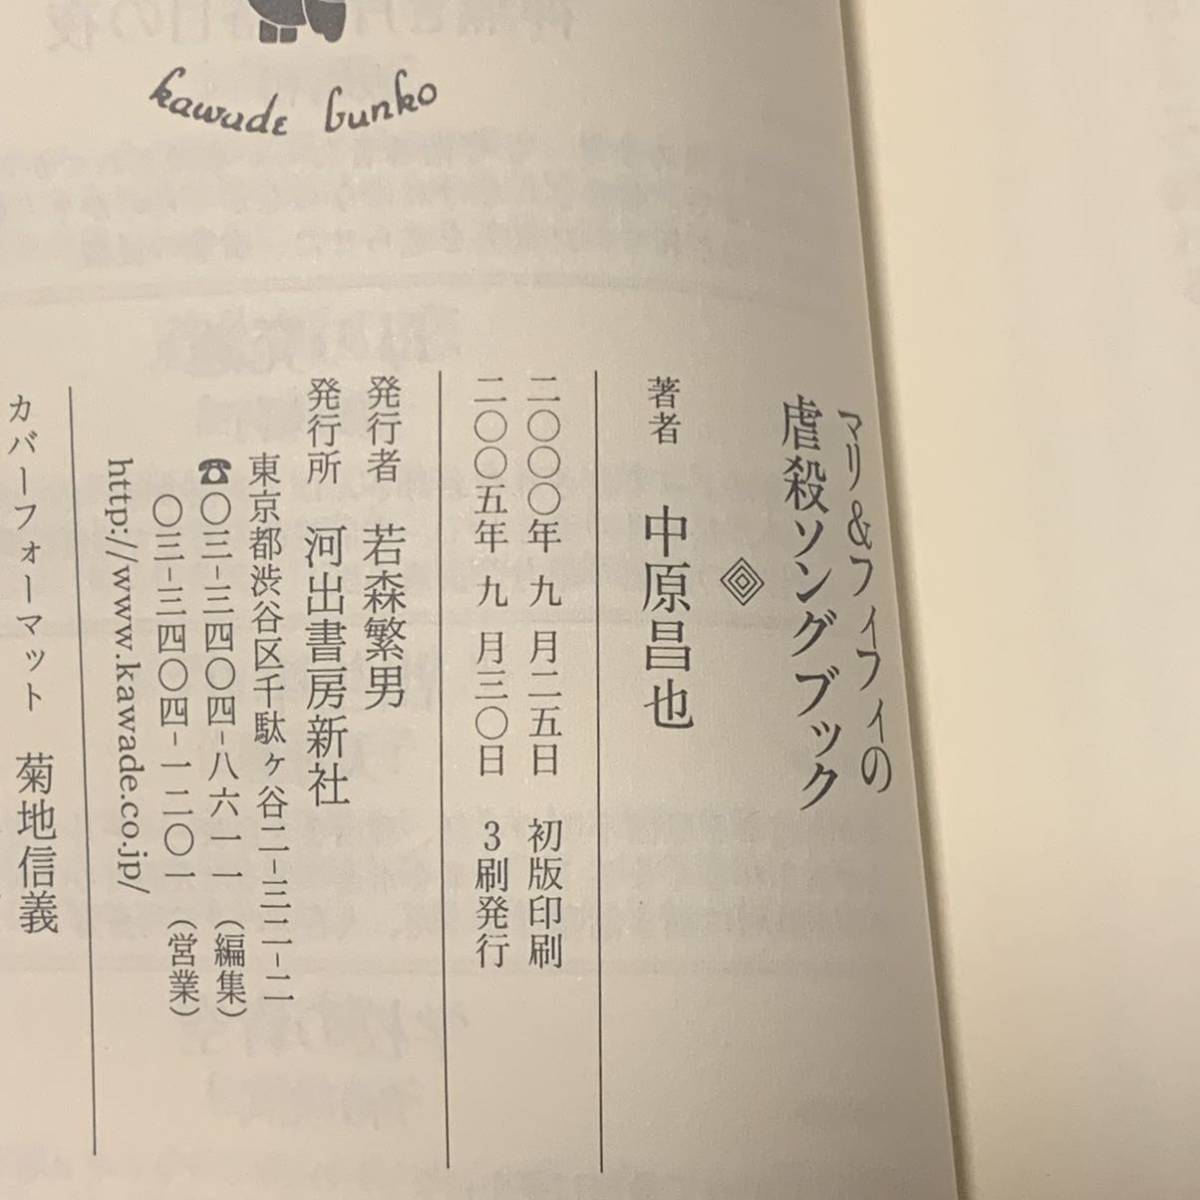 kawade bunko
マリ&フィフィの
虐殺ソングブック
著者 中原昌也
二〇〇〇年 九 月二五日 初版印刷
二〇〇五年 九 月三〇日 3刷発行
発行者 若森繁男
発行所 河出書房新社
東京都渋谷区千駄ヶ谷二-三二-二
☎〇三-三四〇四-八六一一(編集)
〇三-三四〇四-一二〇一(営業)
http://www.kawade.co.jp/
カバーフォーマット 菊地信義